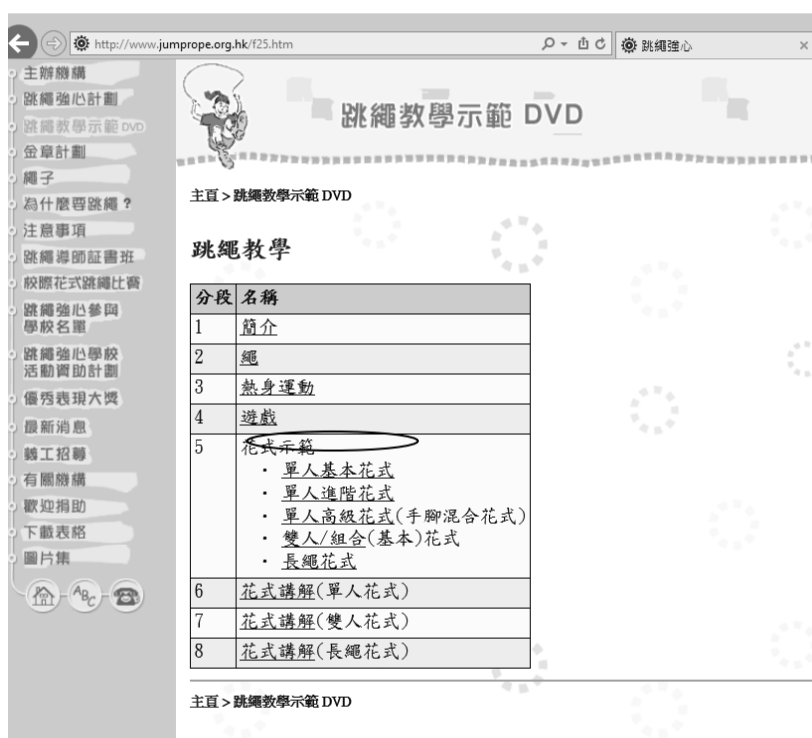 http://www.jumprope.org.hk/f25.htm
跳繩強心
主辦機構
跳繩強心計劃
跳繩教學示範 DVD
金章計劃
繩子
為什麼要跳繩？
注意事項
跳繩導師証書班
校際花式跳繩比賽
跳繩強心參與
學校名單
跳繩強心學校
活動資助計劃
優秀表現大獎
最新消息
義工招募
有關機構
歡迎捐助
下載表格
圖片集
ABC
跳繩教學示範 DVD
主頁 > 跳繩教學示範 DVD
跳繩教學
分段 名稱
1 簡介
2 繩
3 熱身運動
4 遊戲
5 花式示範
· 單人基本花式
· 單人進階花式
· 單人高級花式(手腳混合花式)
· 雙人/組合(基本)花式
· 長繩花式
6 花式講解(單人花式)
7 花式講解(雙人花式)
8 花式講解(長繩花式)
主頁 > 跳繩教學示範 DVD